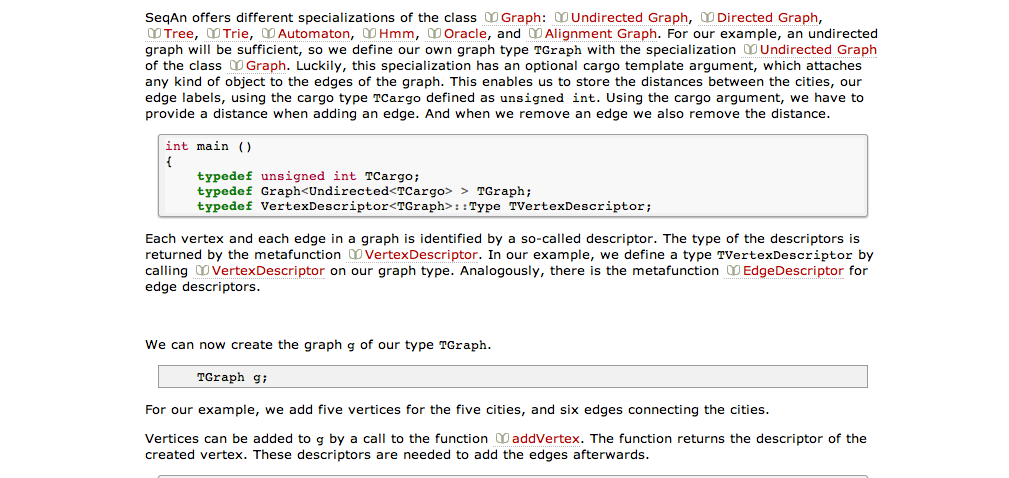 SeqAn offers different specializations of the class Graph: Undirected Graph, Directed Graph,
Tree, Trie, Automaton, Hmm, Oracle, and Alignment Graph. For our example, an undirected
graph will be sufficient, so we define our own graph type TGraph with the specialization Undirected Graph
of the class Graph. Luckily, this specialization has an optional cargo template argument, which attaches
any kind of object to the edges of the graph. This enables us to store the distances between the cities, our
edge labels, using the cargo type TCargo defined as unsigned int. Using the cargo argument, we have to
provide a distance when adding an edge. And when we remove an edge we also remove the distance.
int main ()
{
    typedef unsigned int TCargo;
    typedef Graph<Undirected<TCargo> > TGraph;
    typedef VertexDescriptor<TGraph>::Type TVertexDescriptor;
Each vertex and each edge in a graph is identified by a so-called descriptor. The type of the descriptors is
returned by the metafunction VertexDescriptor. In our example, we define a type TVertexDescriptor by
calling VertexDescriptor on our graph type. Analogously, there is the metafunction EdgeDescriptor for
edge descriptors.
We can now create the graph g of our type TGraph.
    TGraph g;
For our example, we add five vertices for the five cities, and six edges connecting the cities.
Vertices can be added to g by a call to the function addVertex. The function returns the descriptor of the
created vertex. These descriptors are needed to add the edges afterwards.